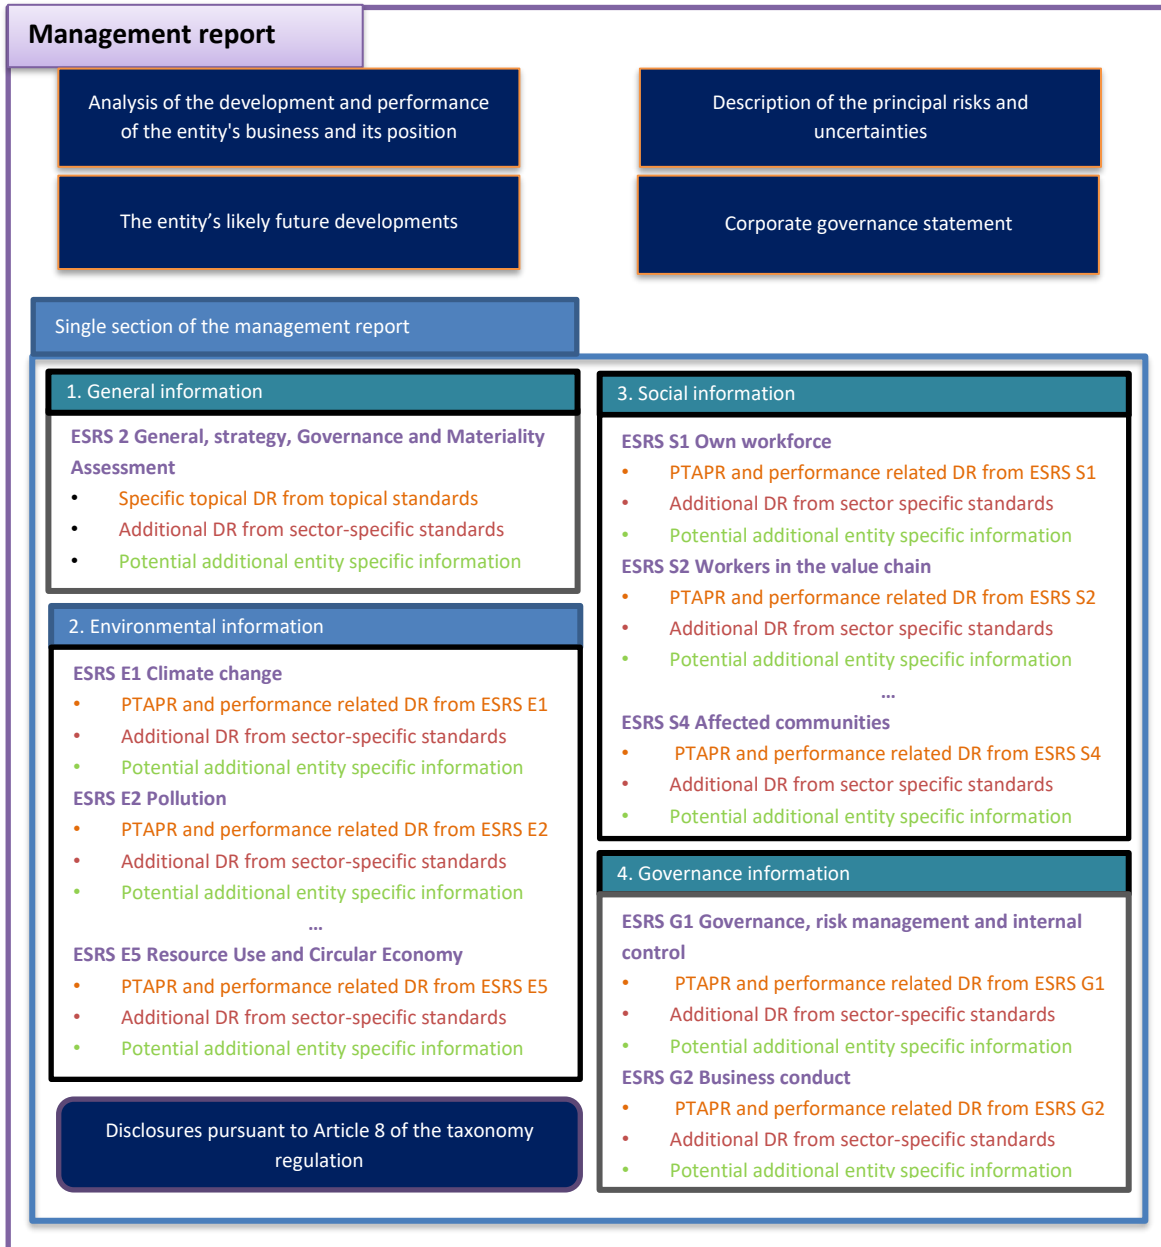 Management report
Analysis of the development and performance
of the entity's business and its position
Description of the principal risks and
uncertainties
The entity’s likely future developments
Corporate governance statement
Single section of the management report
1. General information
ESRS 2 General, strategy, Governance and Materiality
Assessment
• Specific topical DR from topical standards
• Additional DR from sector-specific standards
• Potential additional entity specific information
2. Environmental information
ESRS E1 Climate change
• PTAPR and performance related DR from ESRS E1
• Additional DR from sector-specific standards
• Potential additional entity specific information
ESRS E2 Pollution
• PTAPR and performance related DR from ESRS E2
• Additional DR from sector-specific standards
• Potential additional entity specific information
…
ESRS E5 Resource Use and Circular Economy
• PTAPR and performance related DR from ESRS E5
• Additional DR from sector-specific standards
• Potential additional entity specific information
Disclosures pursuant to Article 8 of the taxonomy
regulation
3. Social information
ESRS S1 Own workforce
• PTAPR and performance related DR from ESRS S1
• Additional DR from sector specific standards
• Potential additional entity specific information
ESRS S2 Workers in the value chain
• PTAPR and performance related DR from ESRS S2
• Additional DR from sector specific standards
• Potential additional entity specific information
…
ESRS S4 Affected communities
• PTAPR and performance related DR from ESRS S4
• Additional DR from sector specific standards
• Potential additional entity specific information
4. Governance information
ESRS G1 Governance, risk management and internal
control
• PTAPR and performance related DR from ESRS G1
• Additional DR from sector-specific standards
• Potential additional entity specific information
ESRS G2 Business conduct
• PTAPR and performance related DR from ESRS G2
• Additional DR from sector-specific standards
• Potential additional entity specific information